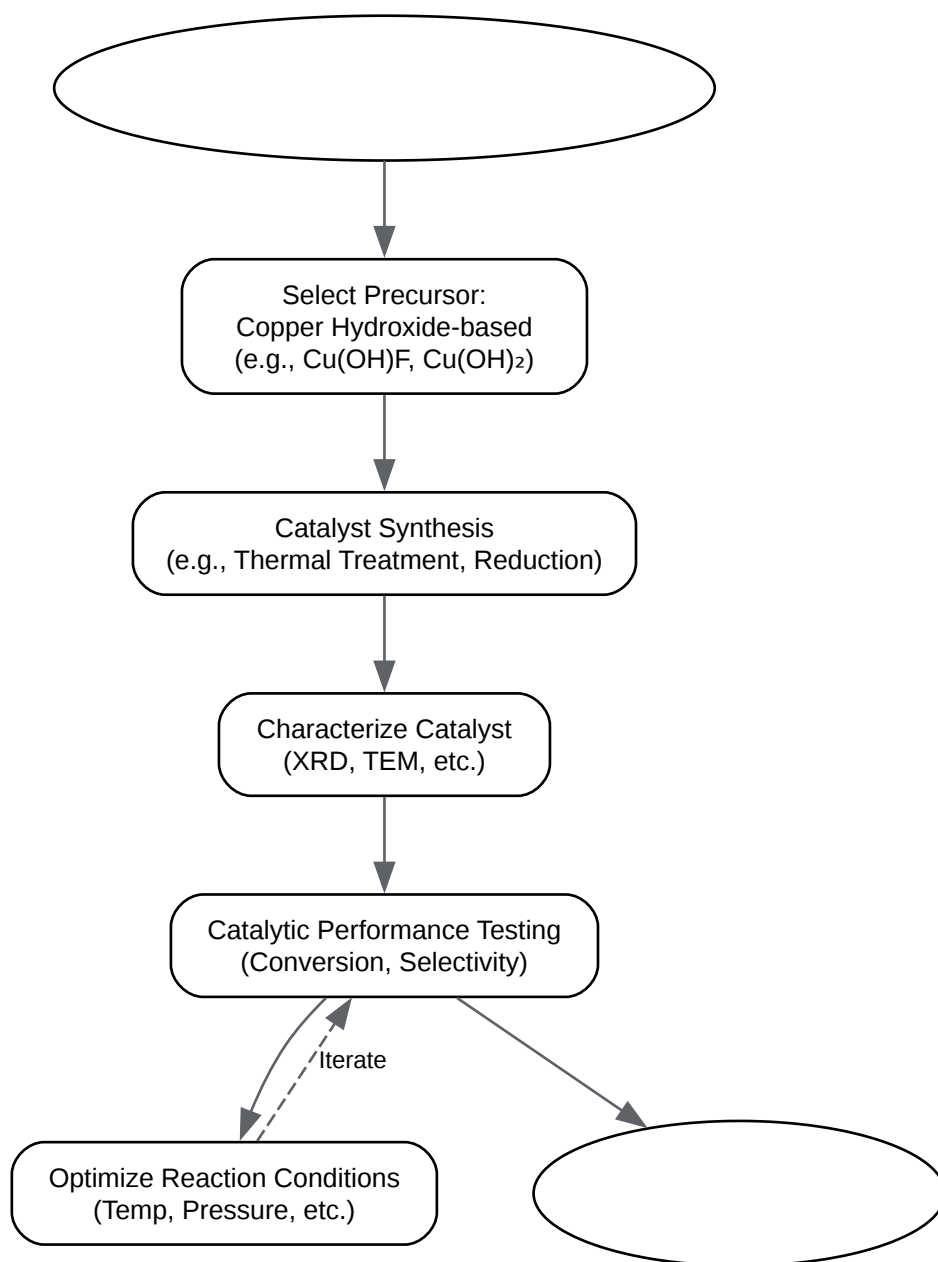 Select Precursor:
Copper Hydroxide-based
(e.g., Cu(OH)F, Cu(OH)₂)
Catalyst Synthesis
(e.g., Thermal Treatment, Reduction)
Characterize Catalyst
(XRD, TEM, etc.)
Catalytic Performance Testing
(Conversion, Selectivity)
Iterate
Optimize Reaction Conditions
(Temp, Pressure, etc.)